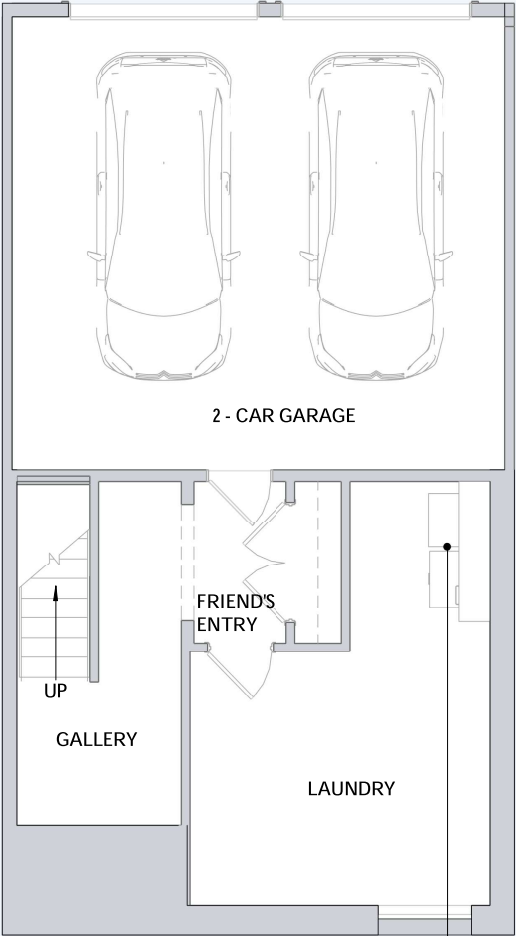 2 - CAR GARAGE
FRIEND'S
ENTRY
UP
GALLERY
LAUNDRY